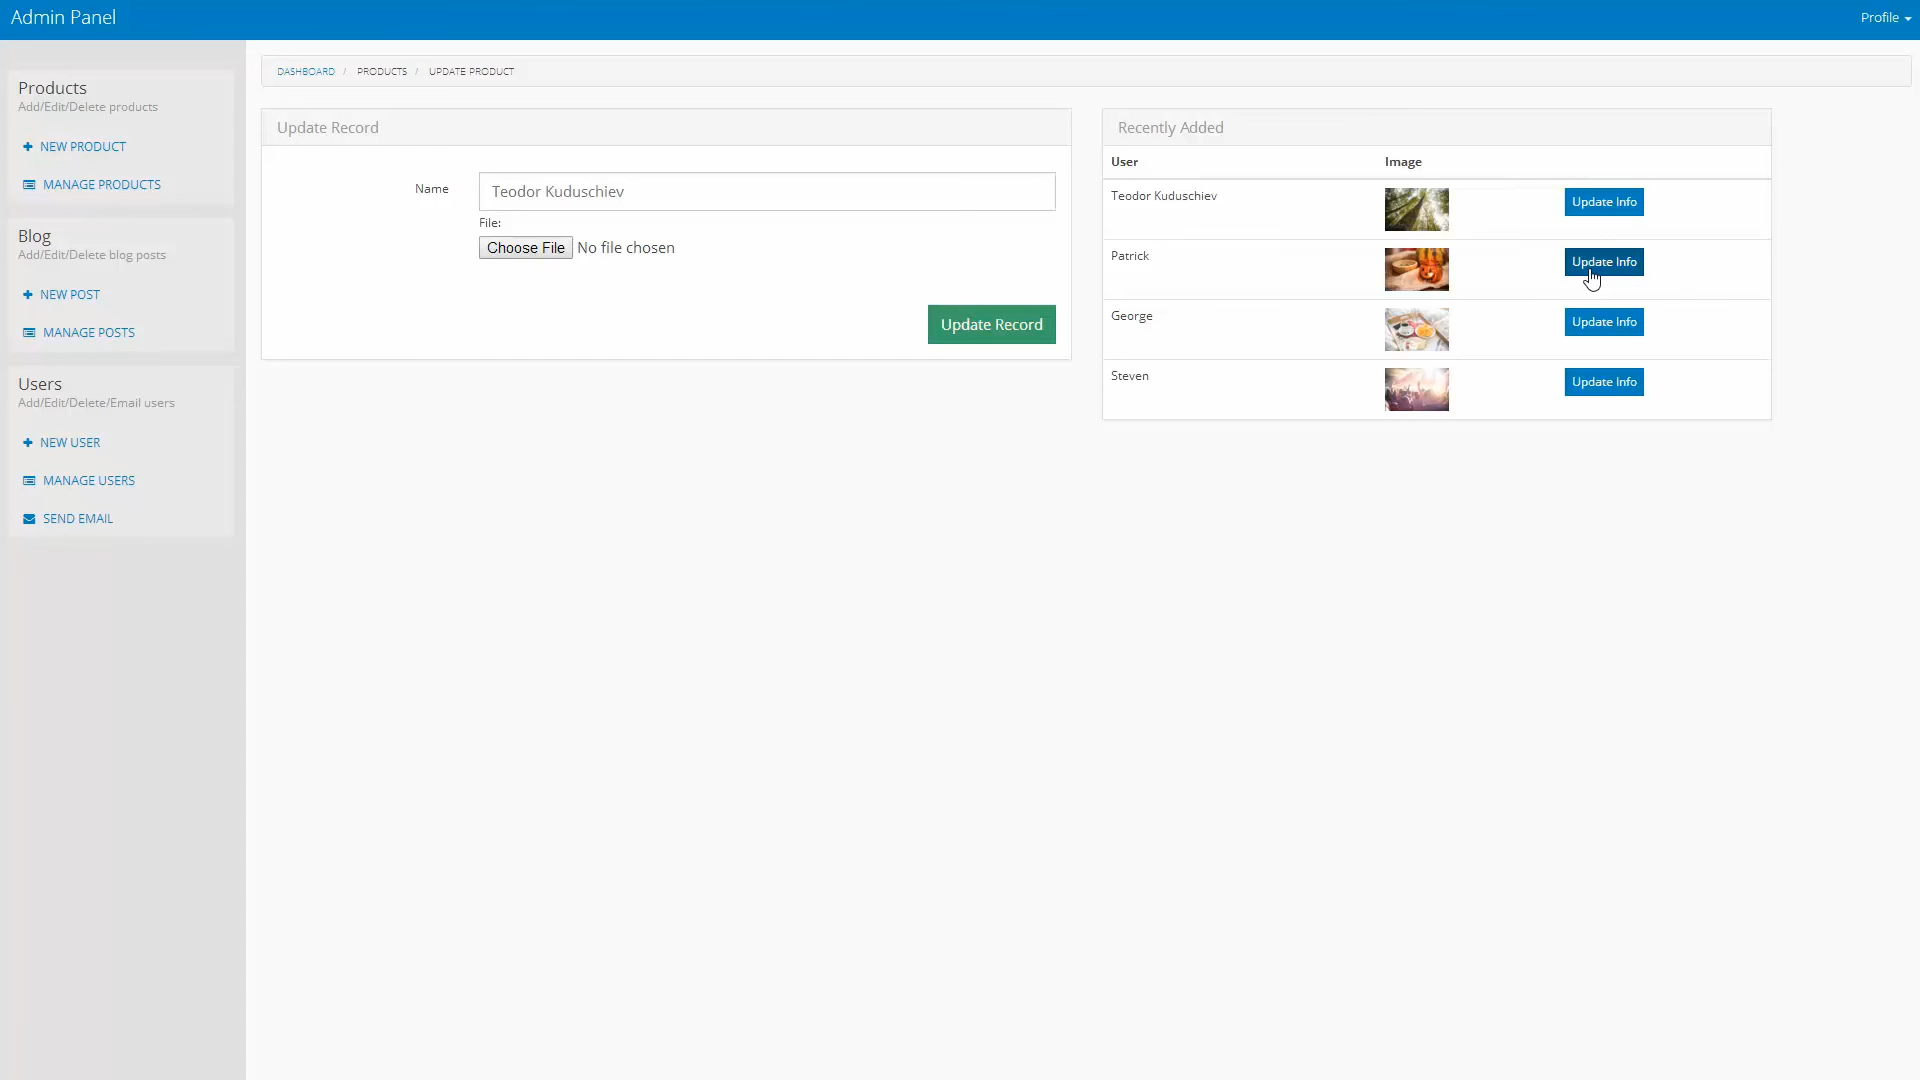 Admin Panel
Profile
Products
Add/Edit/Delete products
NEW PRODUCT
MANAGE PRODUCTS
Blog
Add/Edit/Delete blog posts
NEW POST
MANAGE POSTS
Users
Add/Edit/Delete/Email users
NEW USER
MANAGE USERS
SEND EMAIL
DASHBOARD / PRODUCTS / UPDATE PRODUCT
Update Record
Name
Teodor Kuduschiev
File:
Choose File No file chosen
Update Record
Recently Added
User Image
Teodor Kuduschiev Update Info
Patrick Update Info
George Update Info
Steven Update Info